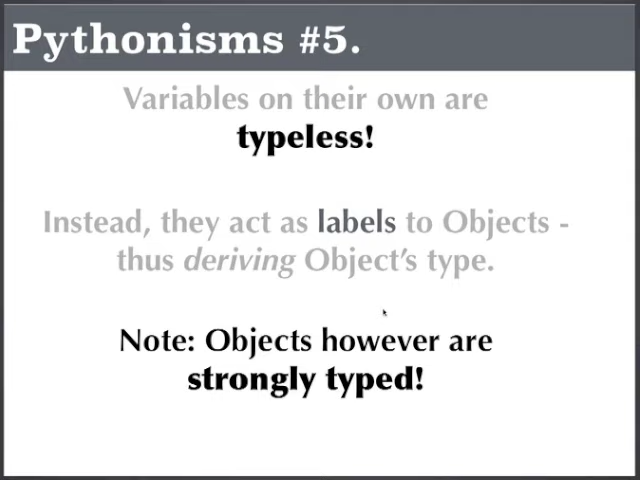 Pythonisms #5.
Variables on their own are
typeless!
Instead, they act as labels to Objects -
thus deriving Object's type.
Note: Objects however are
strongly typed!